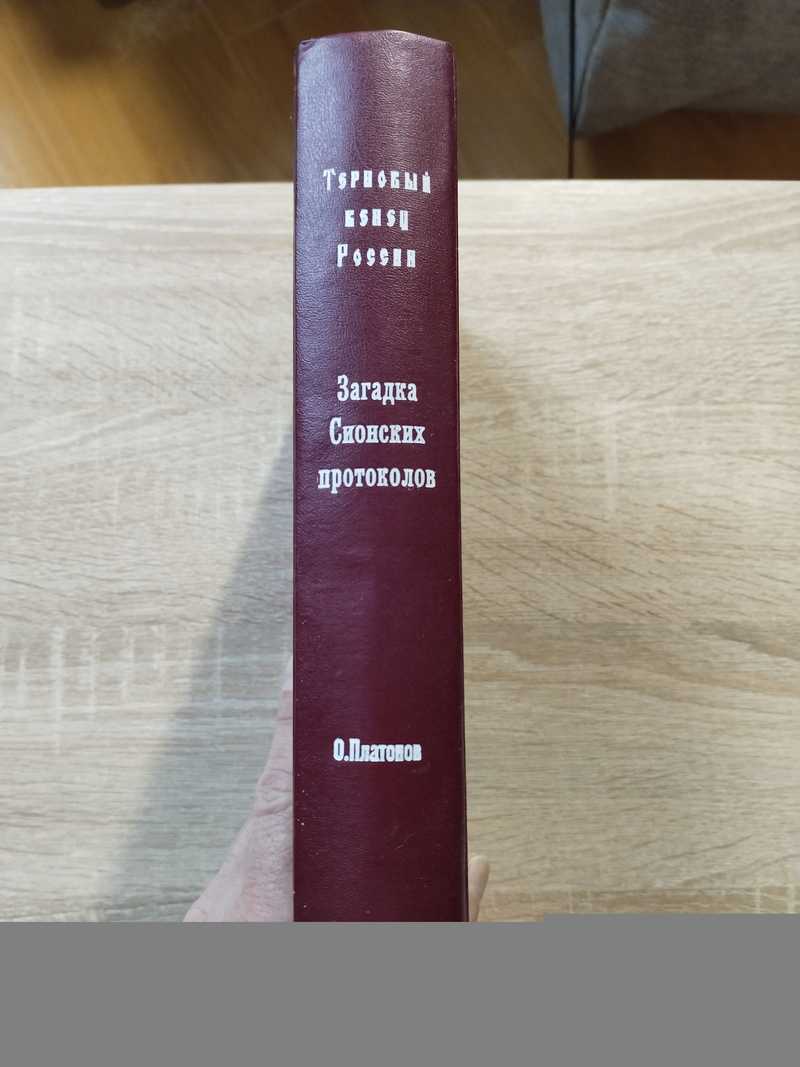 Терновый
венец
России
Загадка
Сионских
протоколов
О.Платонов